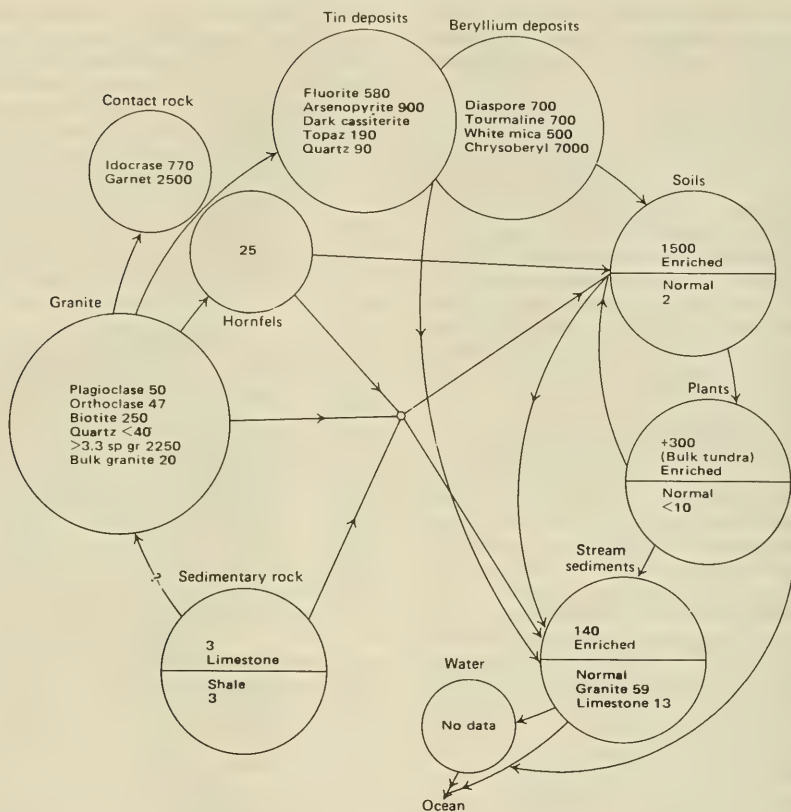 Tin deposits
Beryllium deposits
Fluorite 580
Arsenopyrite 900
Dark cassiterite
Topaz 190
Quartz 90
Diaspore 700
Tourmaline 700
White mica 500
Chrysoberyl 7000
Contact rock
Idocrase 770
Garnet 2500
Soils
1500
Enriched
Normal
2
25
Hornfels
Granite
Plagioclase 50
Orthoclase 47
Biotite 250
Quartz <40
>3.3 sp gr 2250
Bulk granite 20
Plants
+300
(Bulk tundra)
Enriched
Normal
<10
?
Sedimentary rock
3
Limestone
Shale
3
Stream
sediments
140
Enriched
Normal
Granite 59
Limestone 13
Water
No data
Ocean